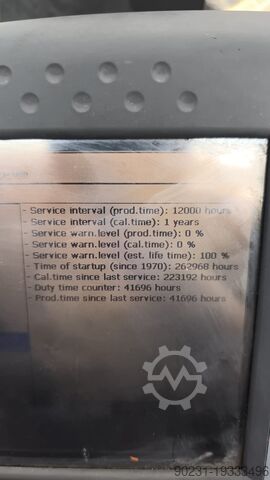 - Service interval (prod.time): 12000 hours
- Service interval (cal.time): 1 years
- Service warn.level (prod.time): 0 %
- Service warn.level (cal.time): 0 %
- Service warn.level (est. life time): 100 %
- Time of startup (since 1970): 262968 hours
- Cal.time since last service: 223192 hours
- Duty time counter: 41696 hours
- Prod.time since last service: 41696 hours
90231-19333496